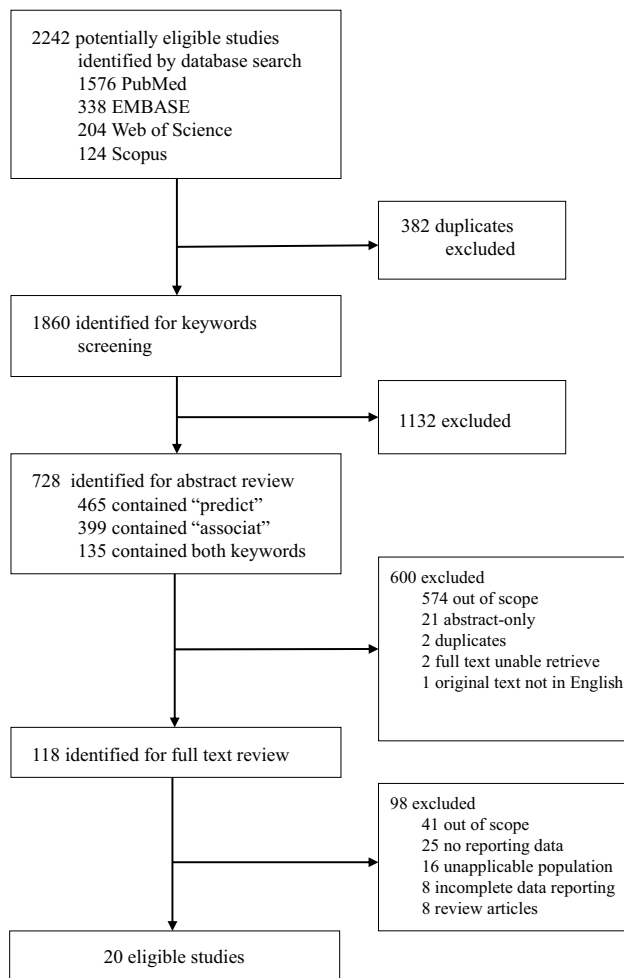 2242 potentially eligible studies
identified by database search
1576 PubMed
338 EMBASE
204 Web of Science
124 Scopus
382 duplicates
excluded
1860 identified for keywords
screening
1132 excluded
728 identified for abstract review
465 contained “predict”
399 contained “associat”
135 contained both keywords
600 excluded
574 out of scope
21 abstract-only
2 duplicates
2 full text unable retrieve
1 original text not in English
118 identified for full text review
98 excluded
41 out of scope
25 no reporting data
16 unapplicable population
8 incomplete data reporting
8 review articles
20 eligible studies